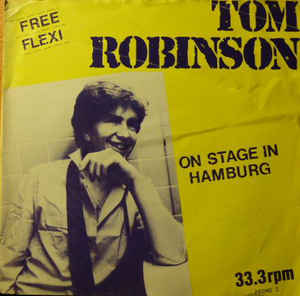 FREE
FLEXI
TOM
ROBINSON
ON STAGE IN
HAMBURG
33.3rpm